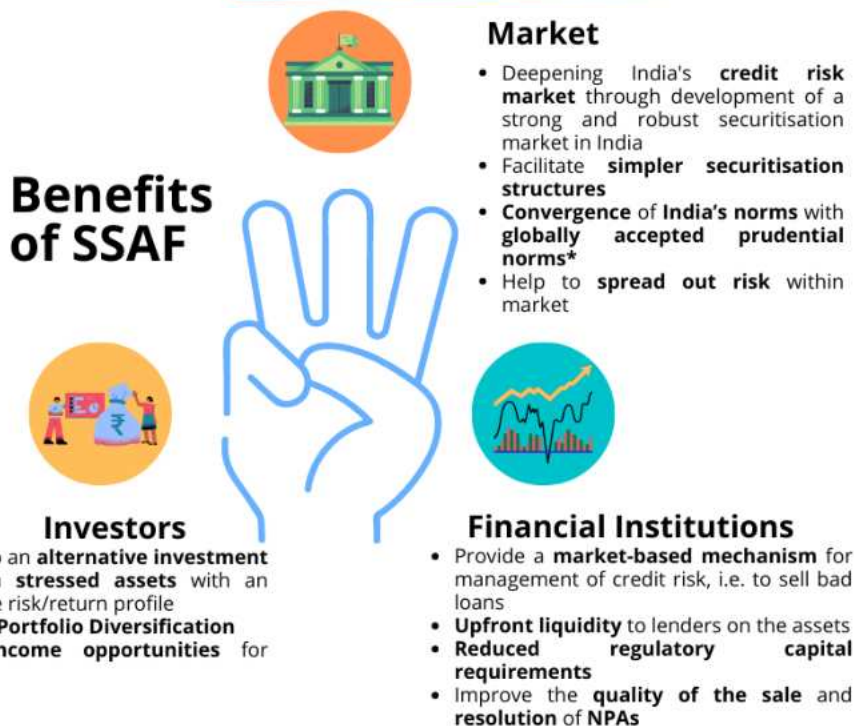 Benefits
of SSAF
Market
• Deepening India's credit risk
market through development of a
strong and robust securitisation
market in India
• Facilitate simpler securitisation
structures
• Convergence of India's norms with
globally accepted prudential
norms*
• Help to spread out risk within
market
Investors
an alternative investment
stressed assets with an
risk/return profile
Portfolio Diversification
opportunities for
Financial Institutions
• Provide a market-based mechanism for
management of credit risk, i.e. to sell bad
loans
• Upfront liquidity to lenders on the assets
• Reduced regulatory capital
requirements
• Improve the quality of the sale and
resolution of NPAs